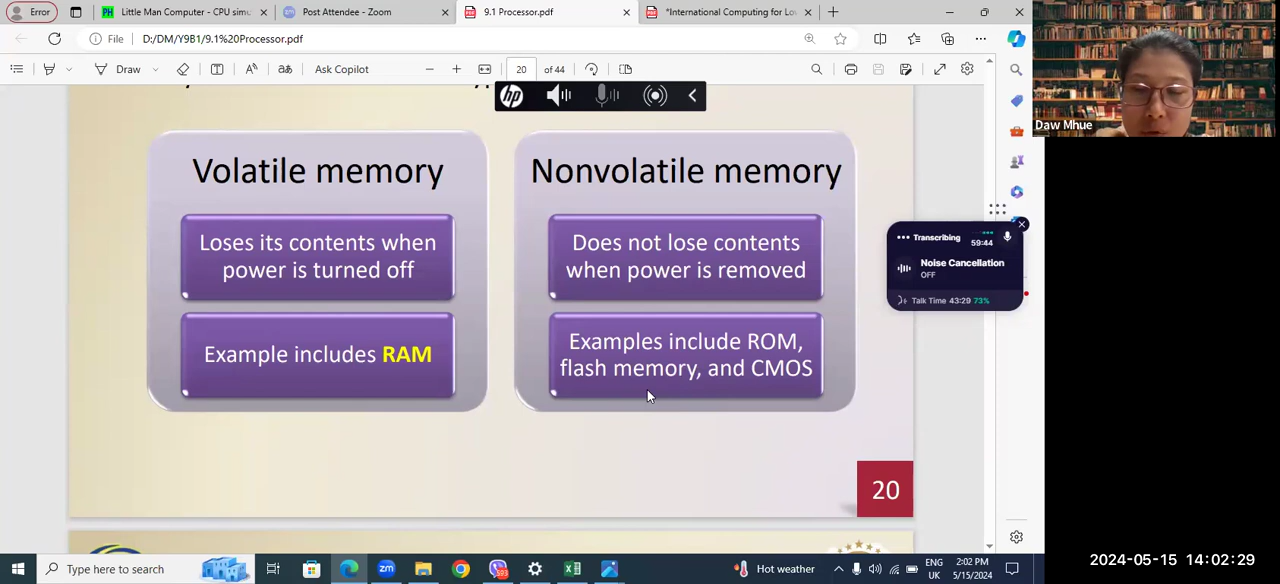 Error
Little Man Computer - CPU simu
Post Attendee - Zoom
9.1 Processor.pdf
*International Computing for Lov
File
D:/DM/Y9B1/9.1%20Processor.pdf
Draw
aあ
Ask Copilot
20 of 44
hp
Daw Mhue
Volatile memory
Loses its contents when
power is turned off
Example includes RAM
Nonvolatile memory
Does not lose contents
when power is removed
Examples include ROM,
flash memory, and CMOS
Transcribing
59:44
Noise Cancellation
OFF
Talk Time 43:29 73%
20
Type here to search
Hot weather
ENG
UK
2:02 PM
5/15/2024
2024-05-15 14:02:29